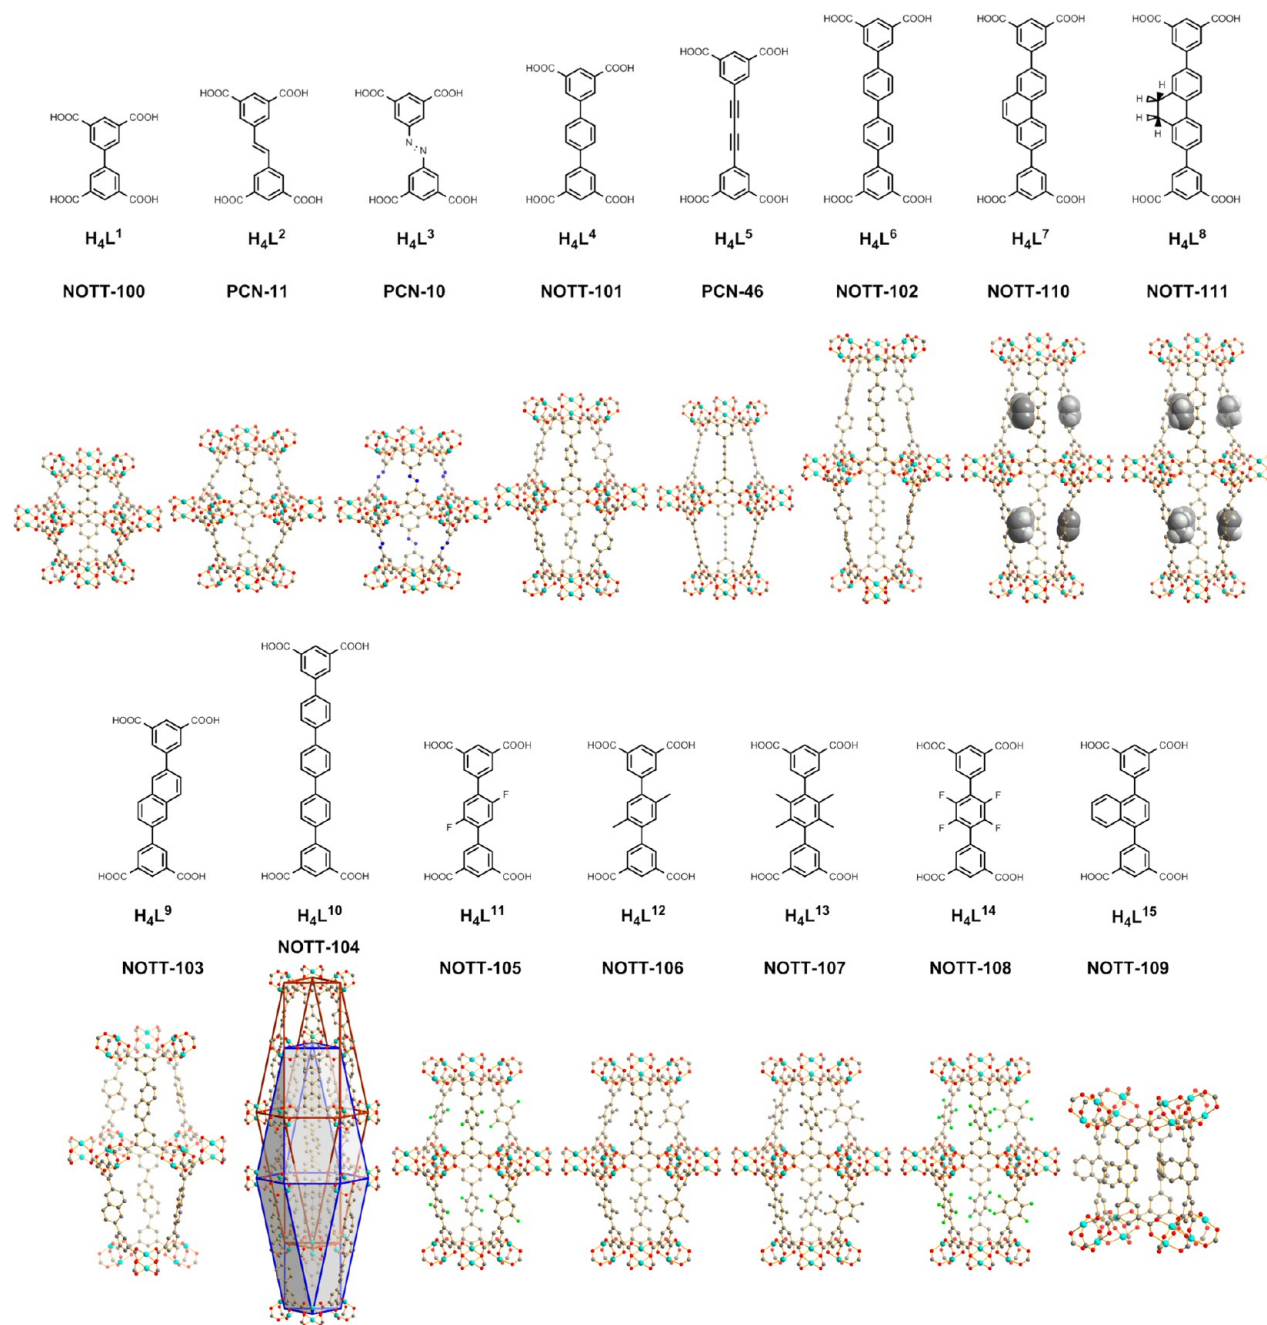 HOOC COOH HOOC COOH HOOC COOH
HOOC COOH
HOOC COOH
HOOC COOH HOOC COOH
HOOC COOH
H H
H H
N N
HOOC COOH HOOC COOH HOOC COOH HOOC COOH HOOC COOH HOOC COOH HOOC COOH HOOC COOH
H₄L¹ H₄L² H₄L³ H₄L⁴ H₄L⁵ H₄L⁶ H₄L⁷ H₄L⁸
NOTT-100 PCN-11 PCN-10 NOTT-101 PCN-46 NOTT-102 NOTT-110 NOTT-111
HOOC COOH
HOOC COOH
HOOC COOH HOOC COOH HOOC COOH HOOC COOH HOOC COOH
F F F
F F F
HOOC COOH HOOC COOH HOOC COOH HOOC COOH HOOC COOH HOOC COOH HOOC COOH
H₄L⁹ H₄L¹⁰ H₄L¹¹ H₄L¹² H₄L¹³ H₄L¹⁴ H₄L¹⁵
NOTT-104
NOTT-103 NOTT-105 NOTT-106 NOTT-107 NOTT-108 NOTT-109